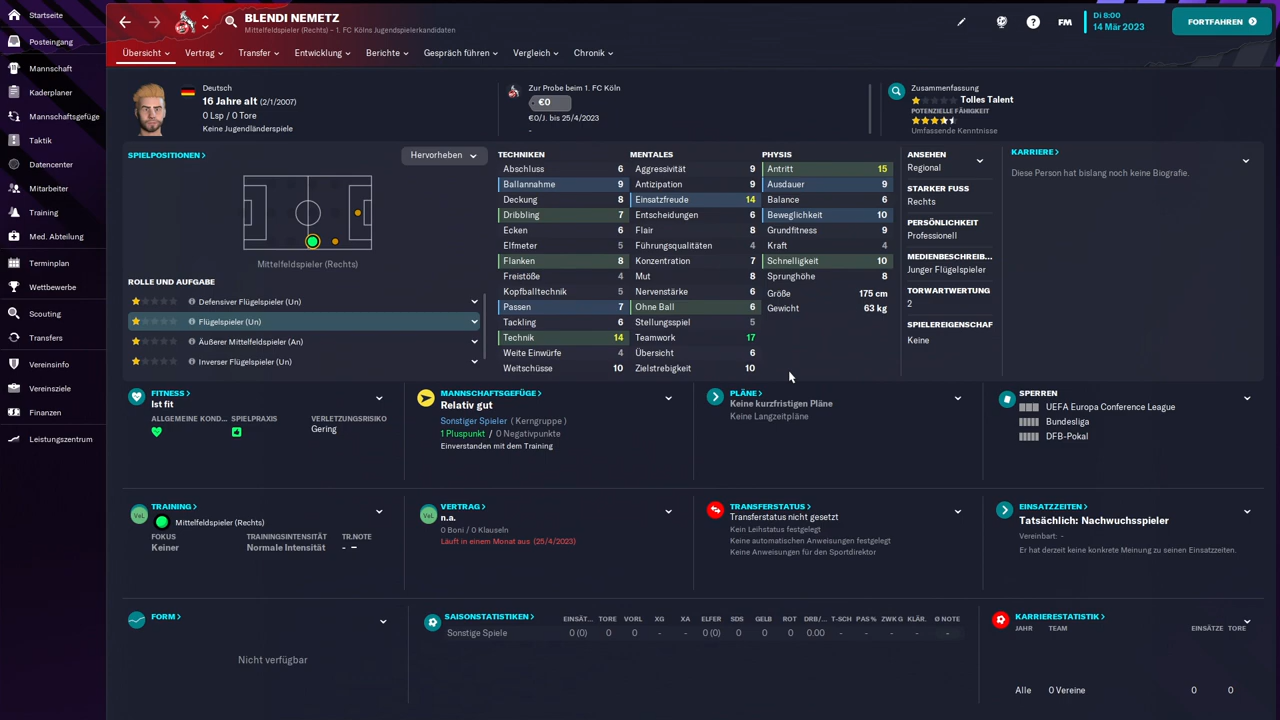 BLENDI NEMETZ
Mittelfeldspieler (Rechts) – 1. FC Kölns Jugendspielerkandidaten
FM
Di 8:00
14 Mär 2023
FORTFAHREN
Startseite
Posteingang
Mannschaft
Kaderplaner
Mannschaftsgefüge
Taktik
Datencenter
Mitarbeiter
Training
Med. Abteilung
Terminplan
Wettbewerbe
Scouting
Transfers
Vereinsinfo
Vereinsziele
Finanzen
Leistungszentrum
Übersicht Vertrag Transfer Entwicklung Berichte Gespräch führen Vergleich Chronik
Deutsch
16 Jahre alt (2/1/2007)
0 Lsp / 0 Tore
Keine Jugendländerspiele
Zur Probe beim 1. FC Köln
€0
€0/J. bis 25/4/2023
-
Zusammenfassung
Tolles Talent
POTENZIELLE FÄHIGKEIT
Umfassende Kenntnisse
SPIELPOSITIONEN
Hervorheben
Mittelfeldspieler (Rechts)
ROLLE UND AUFGABE
Defensiver Flügelspieler (Un)
Flügelspieler (Un)
Äußerer Mittelfeldspieler (An)
Inverser Flügelspieler (Un)
TECHNIKEN
Abschluss 6
Ballannahme 9
Deckung 8
Dribbling 7
Ecken 6
Elfmeter 5
Flanken 8
Freistöße 4
Kopfballtechnik 5
Passen 7
Tackling 6
Technik 14
Weite Einwürfe 4
Weitschüsse 10
MENTALES
Aggressivität 9
Antizipation 9
Einsatzfreude 14
Entscheidungen 6
Flair 8
Führungsqualitäten 4
Konzentration 7
Mut 8
Nervenstärke 6
Ohne Ball 6
Stellungsspiel 5
Teamwork 17
Übersicht 6
Zielstrebigkeit 10
PHYSIS
Antritt 15
Ausdauer 9
Balance 6
Beweglichkeit 10
Grundfitness 9
Kraft 4
Schnelligkeit 10
Sprunghöhe 8
Größe 175 cm
Gewicht 63 kg
ANSEHEN
Regional
STARKER FUSS
Rechts
PERSÖNLICHKEIT
Professionell
MEDIENBESCHREIB...
Junger Flügelspieler
TORWARTWERTUNG
2
SPIELEREIGENSCHAF
Keine
KARRIERE
Diese Person hat bislang noch keine Biografie.
FITNESS
Ist fit
ALLGEMEINE KOND... SPIELPRAXIS VERLETZUNGSRISIKO
Gering
MANNSCHAFTSGEFÜGE
Relativ gut
Sonstiger Spieler ( Kerngruppe )
1 Pluspunkt / 0 Negativpunkte
Einverstanden mit dem Training
PLÄNE
Keine kurzfristigen Pläne
Keine Langzeitpläne
SPERREN
UEFA Europa Conference League
Bundesliga
DFB-Pokal
TRAINING
Vel.
Mittelfeldspieler (Rechts)
FOKUS TRAININGSINTENSITÄT TR.NOTE
Keiner Normale Intensität - –
VERTRAG
Vel.
n.a.
0 Boni / 0 Klauseln
Läuft in einem Monat aus (25/4/2023)
TRANSFERSTATUS
Transferstatus nicht gesetzt
Kein Leihstatus festgelegt
Keine automatischen Anweisungen festgelegt
Keine Anweisungen für den Sportdirektor
EINSATZZEITEN
Tatsächlich: Nachwuchsspieler
Vereinbart: -
Er hat derzeit keine konkrete Meinung zu seinen Einsatzzeiten.
FORM
Nicht verfügbar
SAISONSTATISTIKEN EINSÄT... TORE VORL XG XA ELFER SDS GELB ROT DRB/... T-SCH PAS % ZWK G KLÄR. Ø NOTE
Sonstige Spiele 0 (0) 0 0 - - 0 (0) 0 0 0 0.00 - - - - -
KARRIERESTATISTIK
JAHR TEAM EINSÄTZE TORE
Alle 0 Vereine 0 0